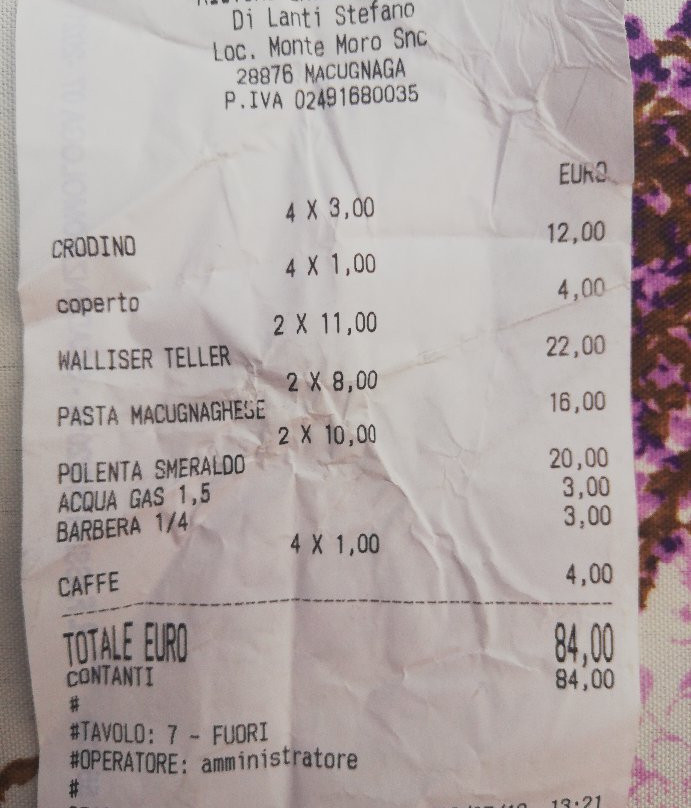 Di Lanti Stefano
Loc. Monte Moro Snc
28876 MACUGNAGA
P.IVA 02491680035
EURO
4 X 3,00
CRODINO 12,00
4 X 1,00
coperto 4,00
2 X 11,00
WALLISER TELLER 22,00
2 X 8,00
PASTA MACUGNAGHESE 16,00
2 X 10,00
POLENTA SMERALDO 20,00
ACQUA GAS 1,5 3,00
BARBERA 1/4 3,00
4 X 1,00
CAFFE 4,00
TOTALE EURO 84,00
CONTANTI 84,00
#
#TAVOLO: 7 - FUORI
#OPERATORE: amministratore
#
13:21